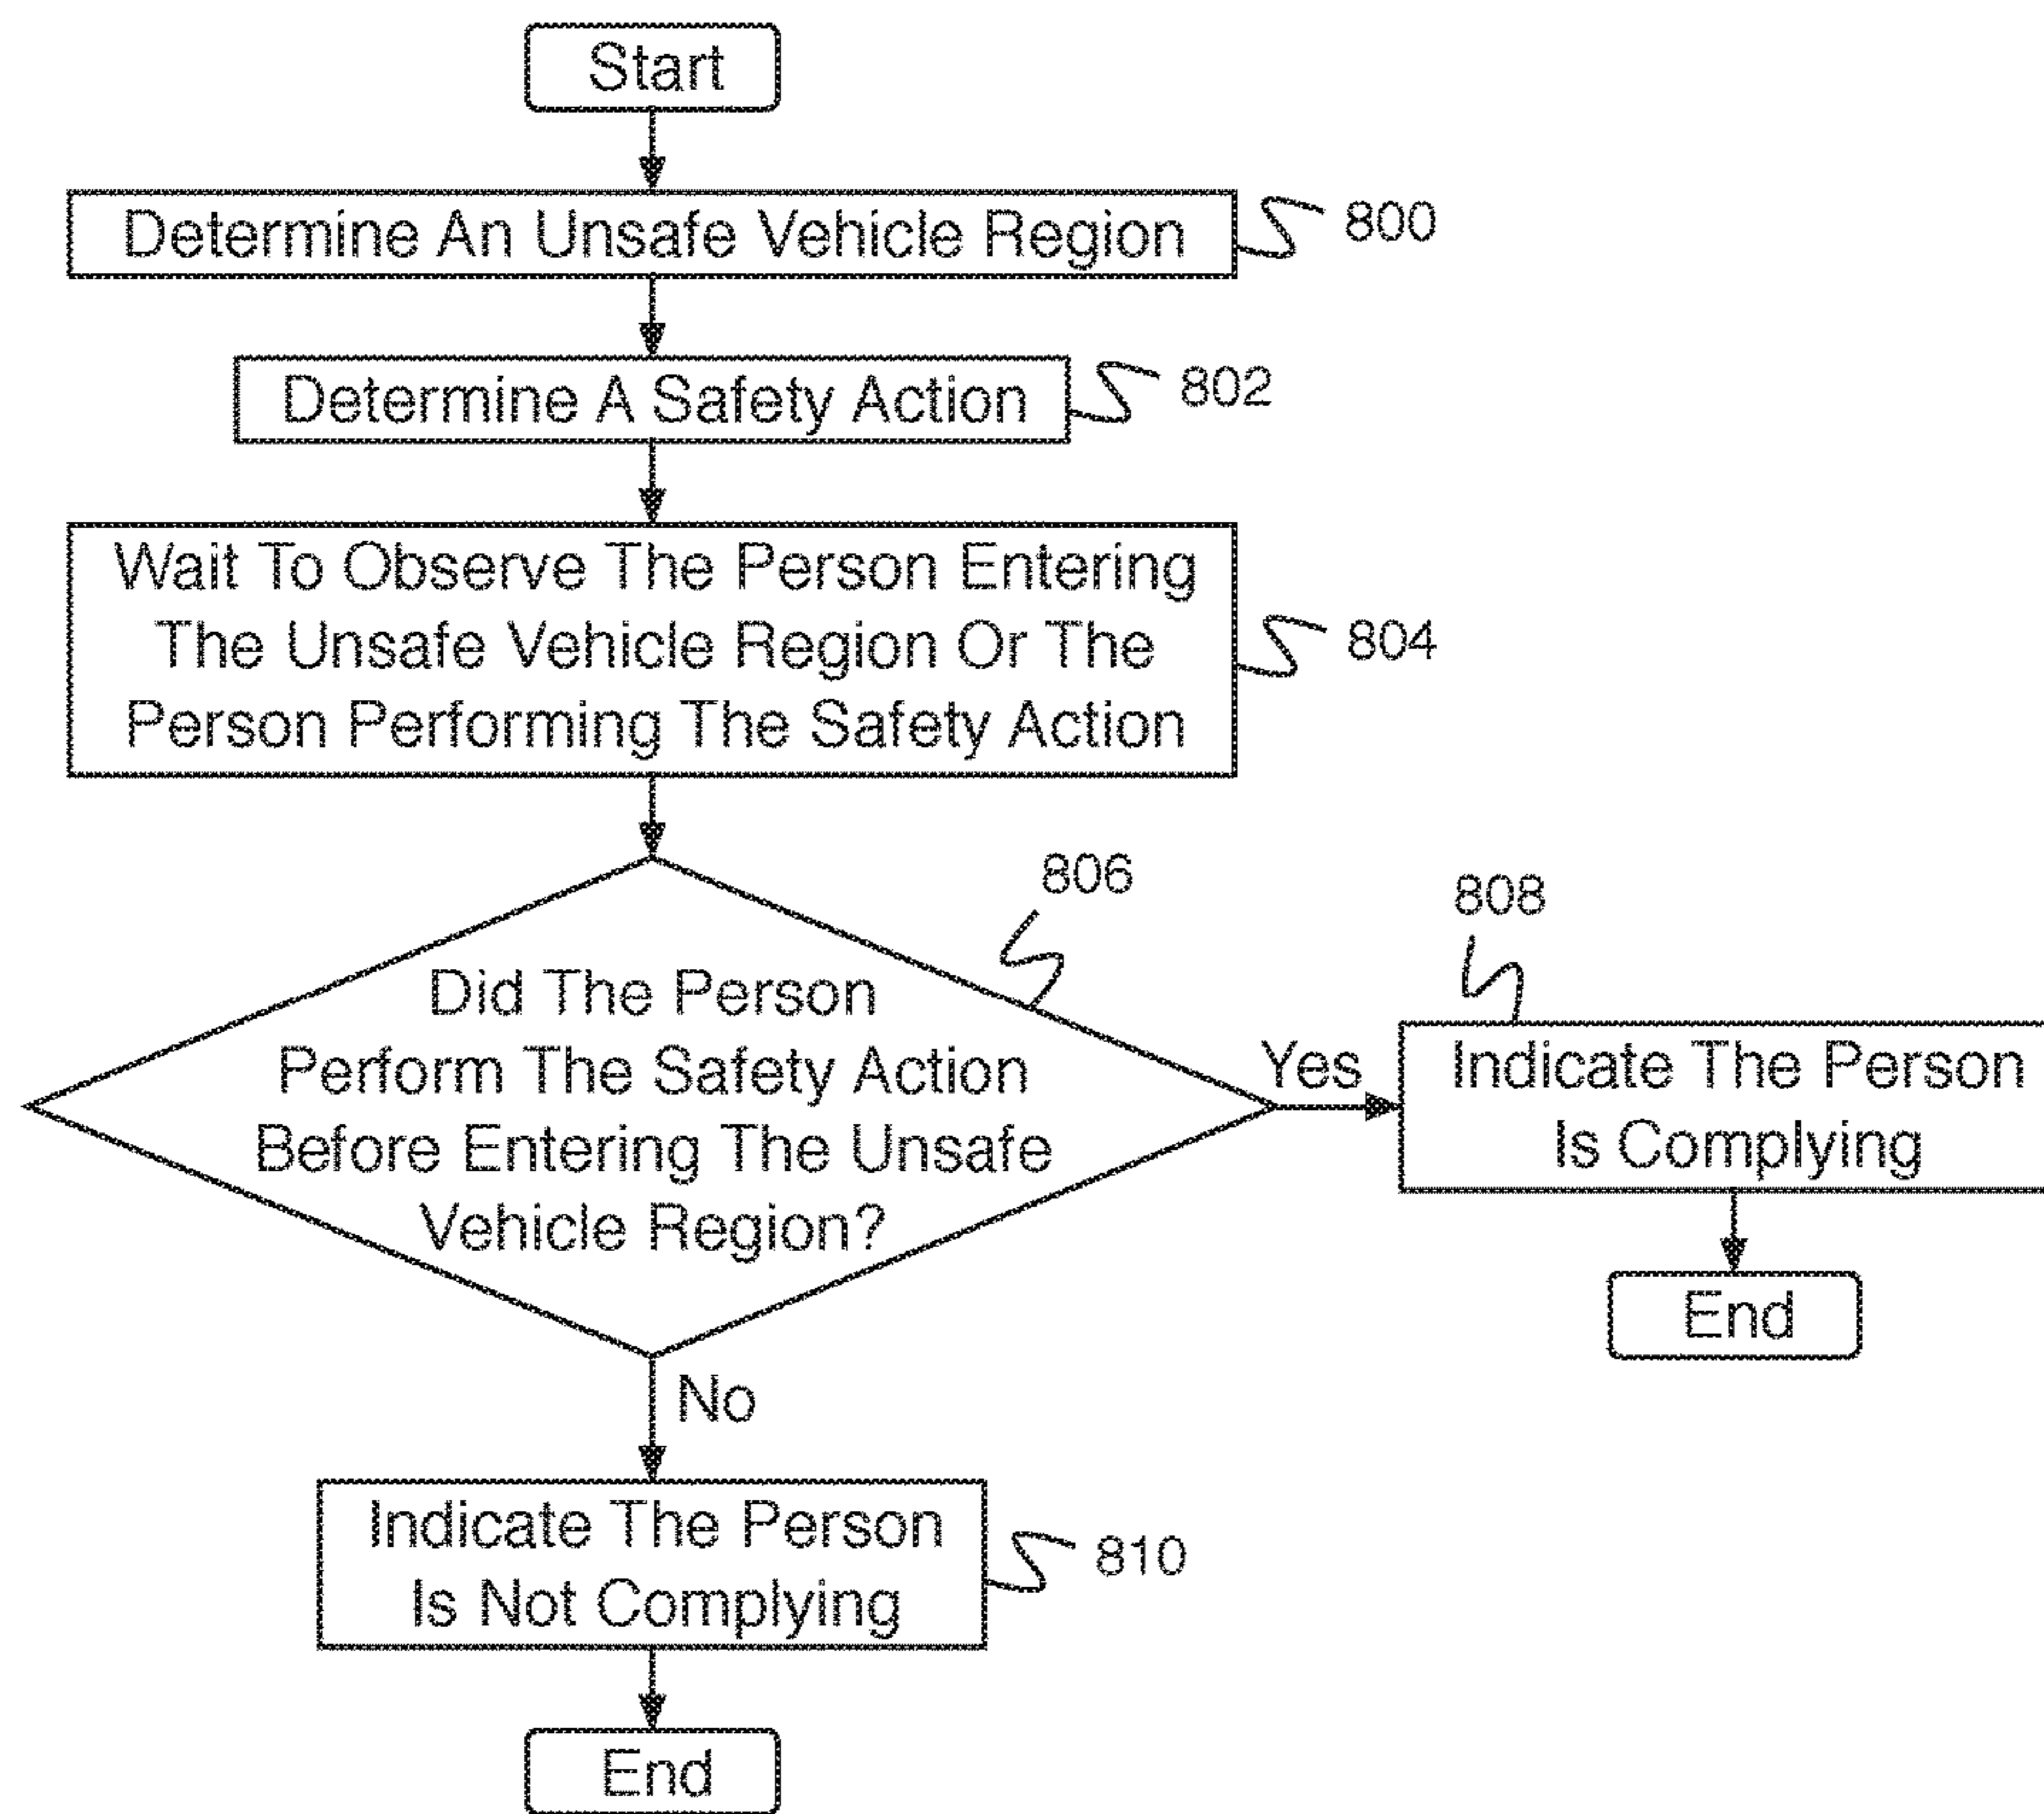 Start
Determine An Unsafe Vehicle Region
800
Determine A Safety Action
802
Wait To Observe The Person Entering
The Unsafe Vehicle Region Or The
Person Performing The Safety Action
804
806
Did The Person
Perform The Safety Action
Before Entering The Unsafe
Vehicle Region?
Yes
808
Indicate The Person
Is Complying
End
No
Indicate The Person
Is Not Complying
810
End